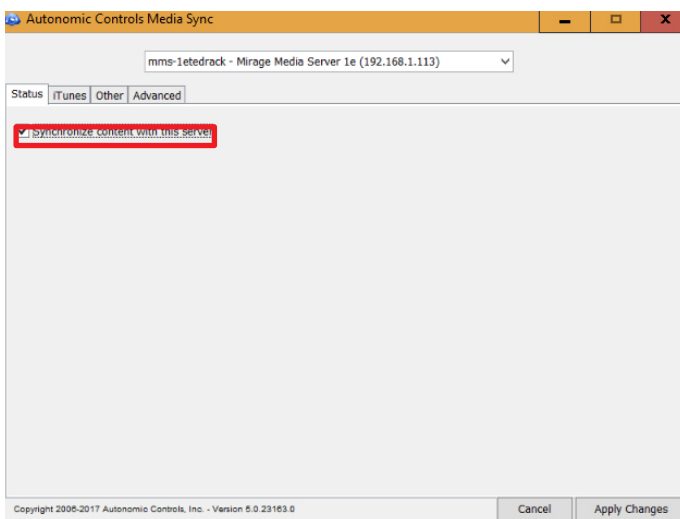 Autonomic Controls Media Sync
mms-1etedrack - Mirage Media Server 1e (192.168.1.113)
Status iTunes Other Advanced
Synchronize content with this server
Copyright 2006-2017 Autonomic Controls, Inc. - Version 6.0.23163.0 Cancel Apply Changes